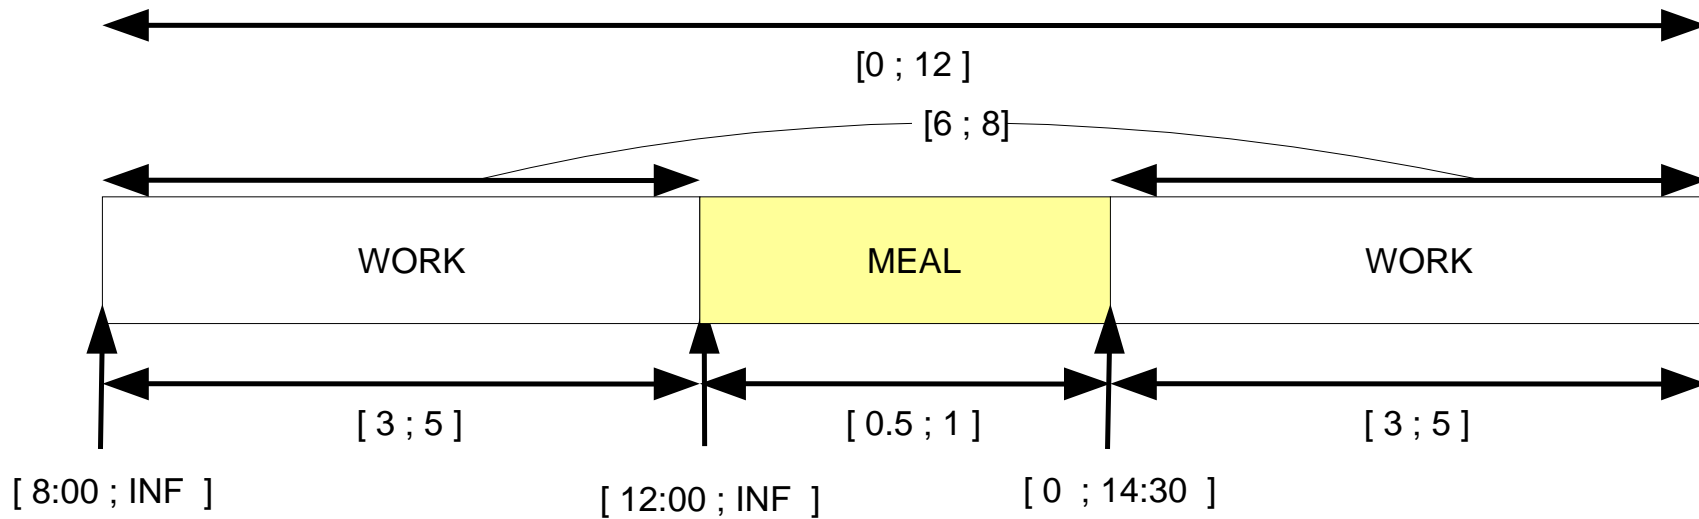 [0 ; 12 ]
[6 ; 8]
WORK
MEAL
WORK
[ 3 ; 5 ]
[ 0.5 ; 1 ]
[ 3 ; 5 ]
[ 8:00 ; INF ]
[ 12:00 ; INF ]
[ 0 ; 14:30 ]